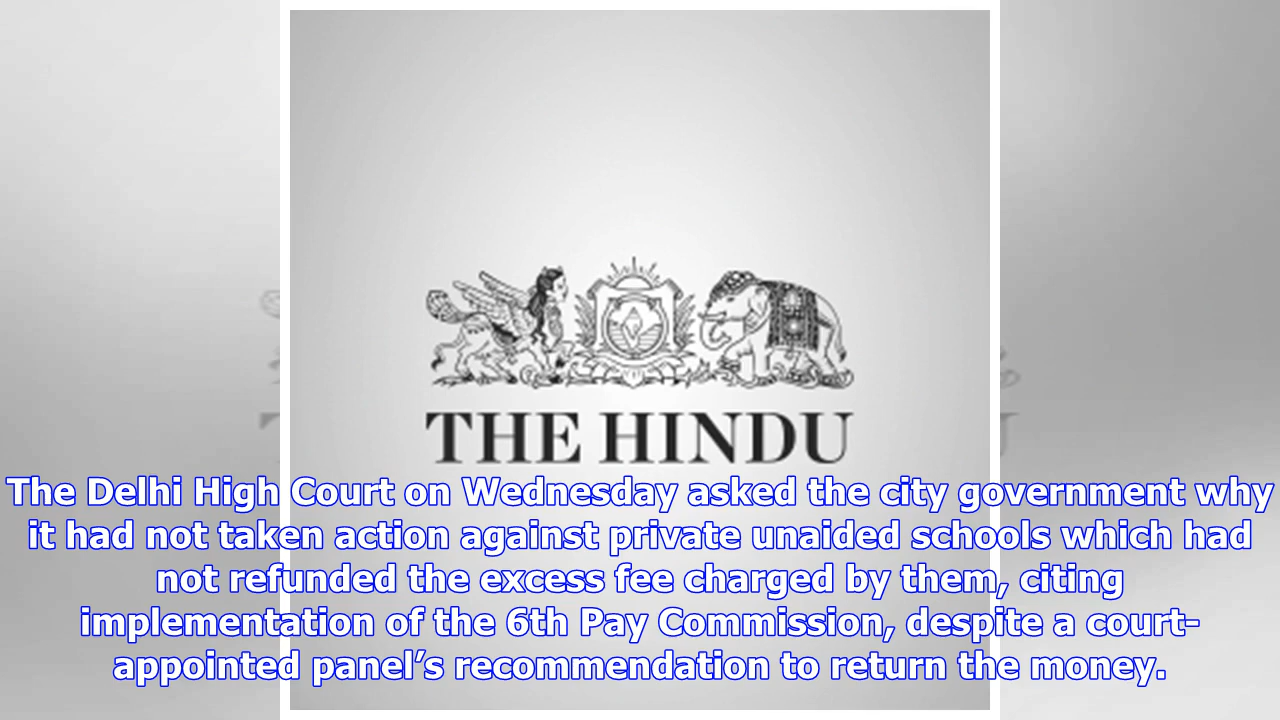 THE HINDU
The Delhi High Court on Wednesday asked the city government why
it had not taken action against private unaided schools which had
not refunded the excess fee charged by them, citing
implementation of the 6th Pay Commission, despite a court-
appointed panel’s recommendation to return the money.